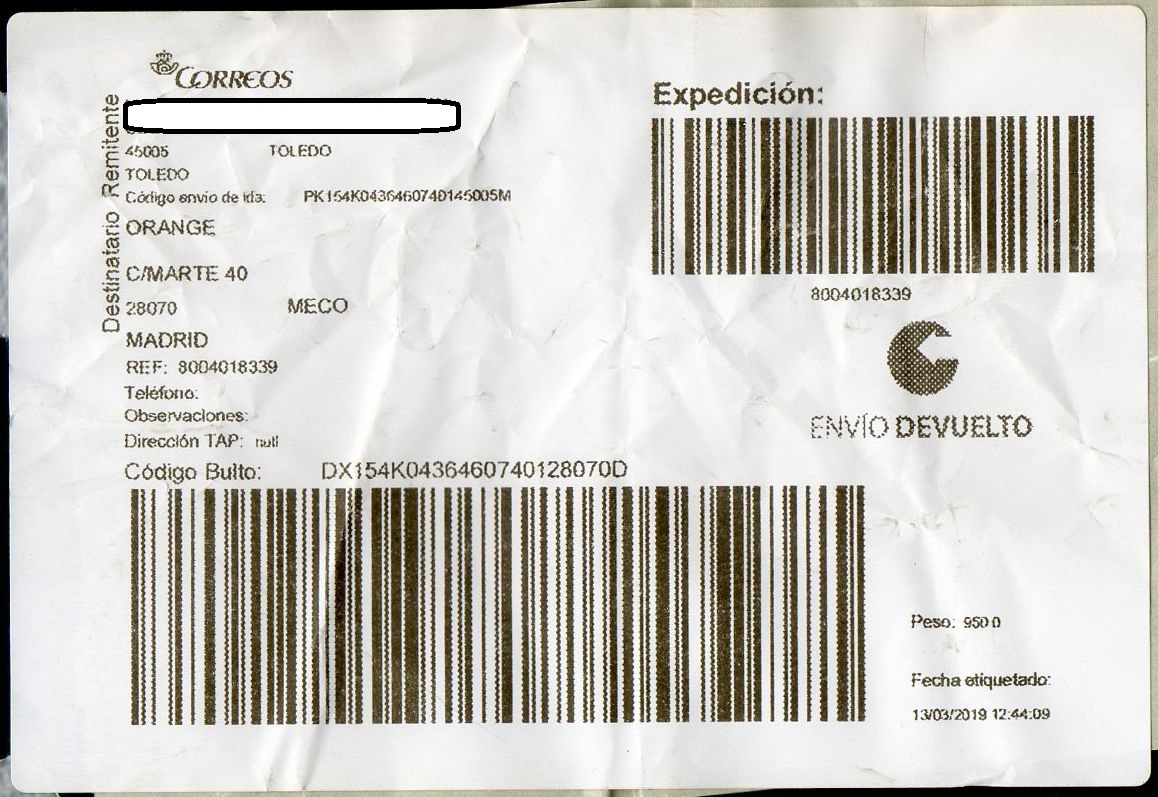 CORREOS
Remitente
45005 TOLEDO
TOLEDO
Código envio de ida: PK154K0436460740145005M
Destinatario
ORANGE
C/MARTE 40
28070 MECO
MADRID
REF: 8004018339
Teléfono:
Observaciones:
Dirección TAP: null
Código Bulto: DX154K0436460740128070D
Expedición:
8004018339
ENVÍO DEVUELTO
Peso: 950 0
Fecha etiquetado:
13/03/2019 12:44:09